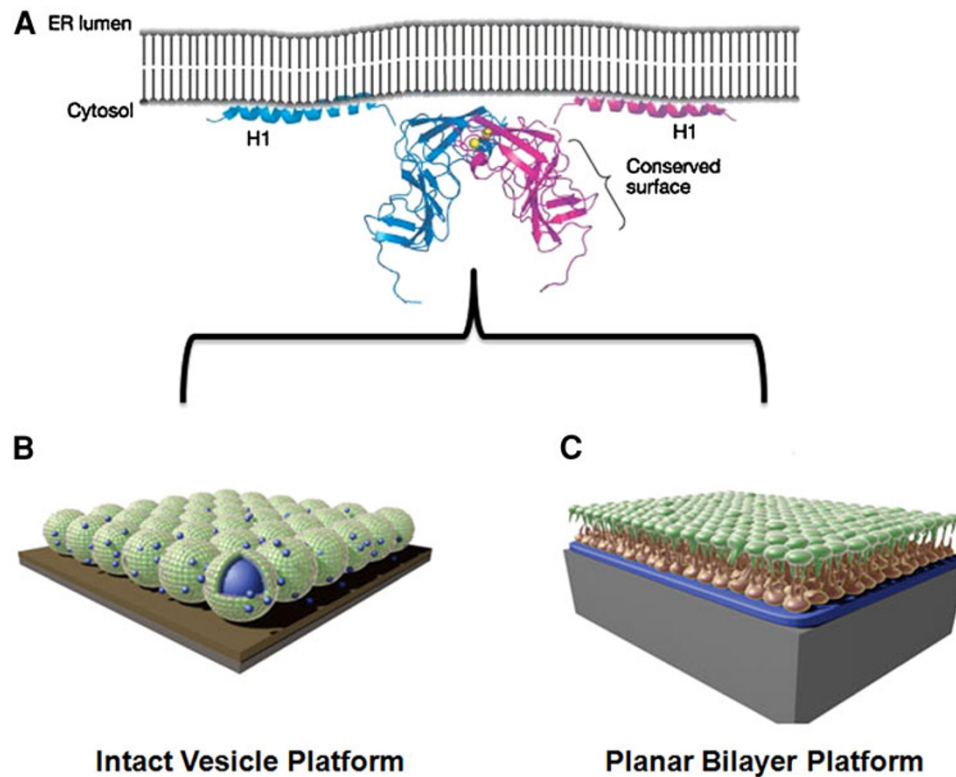 A
ER lumen
Cytosol
H1
H1
Conserved
surface
B
C
Intact Vesicle Platform
Planar Bilayer Platform